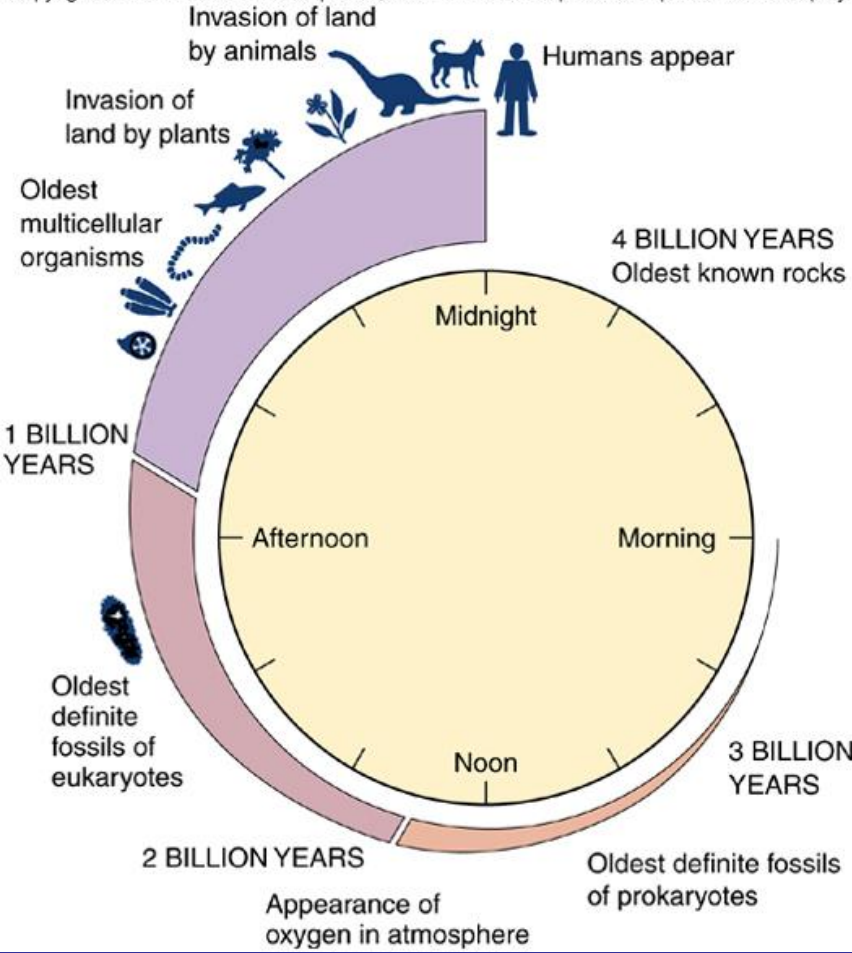 Invasion of land
by animals
Humans appear
Invasion of
land by plants
Oldest
multicellular
organisms
4 BILLION YEARS
Oldest known rocks
Midnight
1 BILLION
YEARS
Afternoon
Morning
Oldest
definite
fossils of
eukaryotes
Noon
3 BILLION
YEARS
2 BILLION YEARS
Oldest definite fossils
of prokaryotes
Appearance of
oxygen in atmosphere